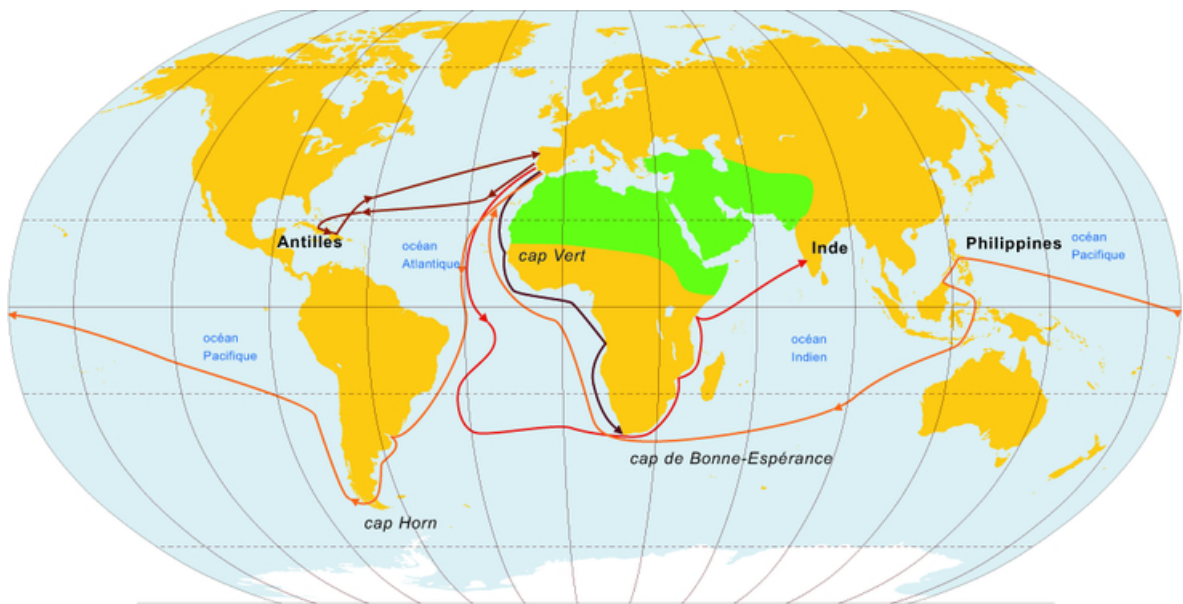 Antilles
océan
Atlantique
cap Vert
Inde
Philippines
océan
Pacifique
océan
Pacifique
océan
Indien
cap de Bonne-Espérance
cap Horn